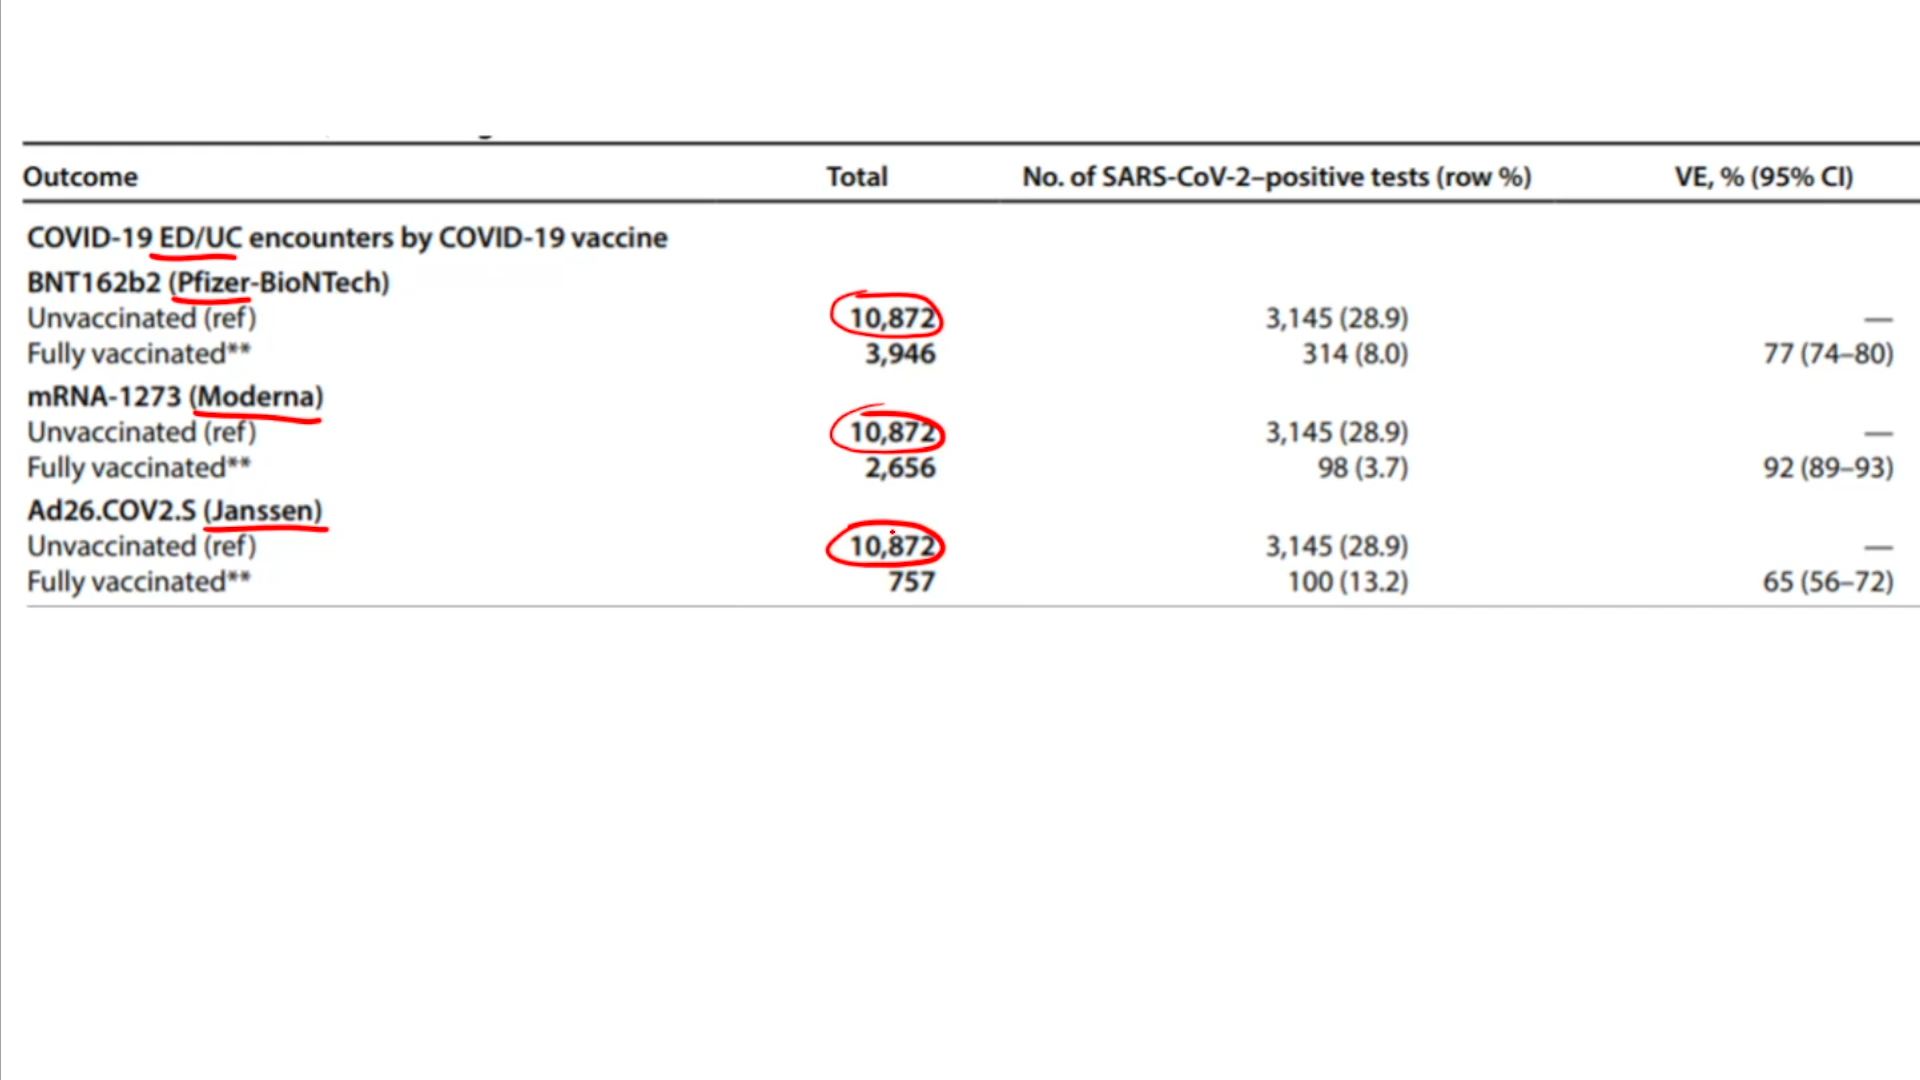 Outcome Total No. of SARS-CoV-2–positive tests (row %) VE, % (95% CI)
COVID-19 ED/UC encounters by COVID-19 vaccine
BNT162b2 (Pfizer-BioNTech)
Unvaccinated (ref) 10,872 3,145 (28.9) —
Fully vaccinated** 3,946 314 (8.0) 77 (74–80)
mRNA-1273 (Moderna)
Unvaccinated (ref) 10,872 3,145 (28.9) —
Fully vaccinated** 2,656 98 (3.7) 92 (89–93)
Ad26.COV2.S (Janssen)
Unvaccinated (ref) 10,872 3,145 (28.9) —
Fully vaccinated** 757 100 (13.2) 65 (56–72)